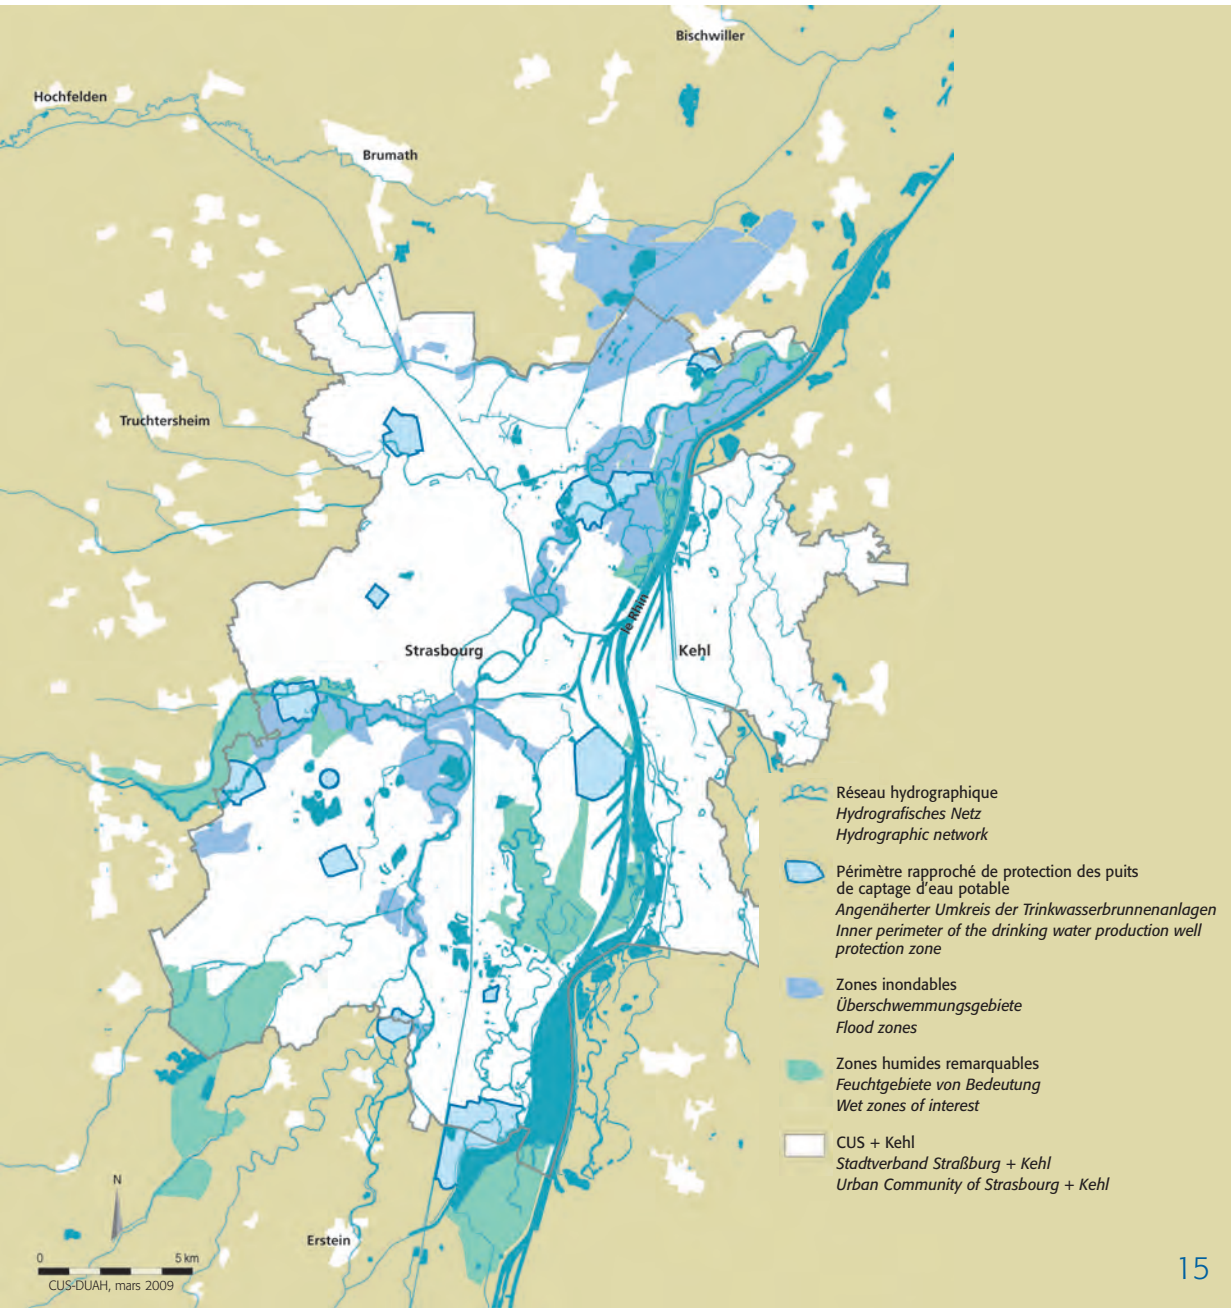 Bischwiller
Hochfelden
Brumath
Truchtersheim
le Rhin
Strasbourg
Kehl
Réseau hydrographique
Hydrografisches Netz
Hydrographic network
Périmètre rapproché de protection des puits
de captage d'eau potable
Angenäherter Umkreis der Trinkwasserbrunnenanlagen
Inner perimeter of the drinking water production well
protection zone
Zones inondables
Überschwemmungsgebiete
Flood zones
Zones humides remarquables
Feuchtgebiete von Bedeutung
Wet zones of interest
CUS + Kehl
Stadtverband Straßburg + Kehl
Urban Community of Strasbourg + Kehl
N
Erstein
0 5 km
CUS-DUAH, mars 2009
15